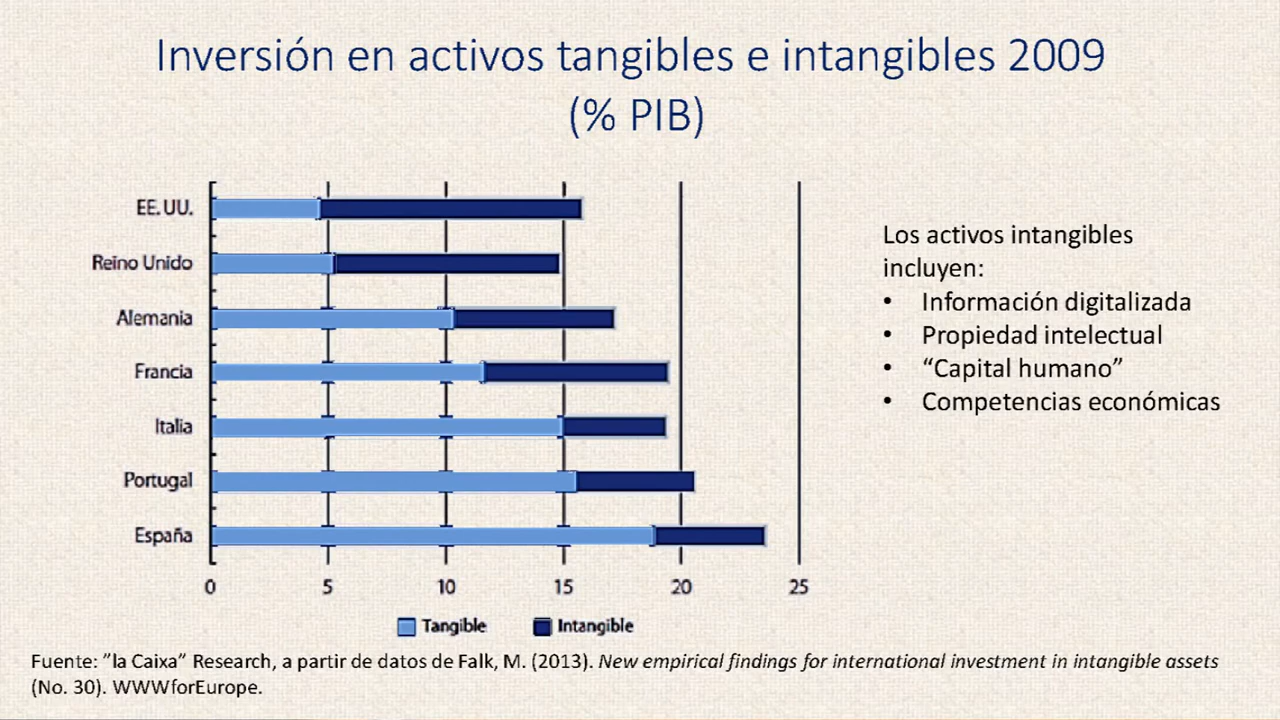 Inversión en activos tangibles e intangibles 2009
(% PIB)
EE. UU.
Reino Unido
Alemania
Francia
Italia
Portugal
España
0 5 10 15 20 25
Tangible Intangible
Los activos intangibles
incluyen:
• Información digitalizada
• Propiedad intelectual
• “Capital humano”
• Competencias económicas
Fuente: ”la Caixa” Research, a partir de datos de Falk, M. (2013). New empirical findings for international investment in intangible assets
(No. 30). WWWforEurope.